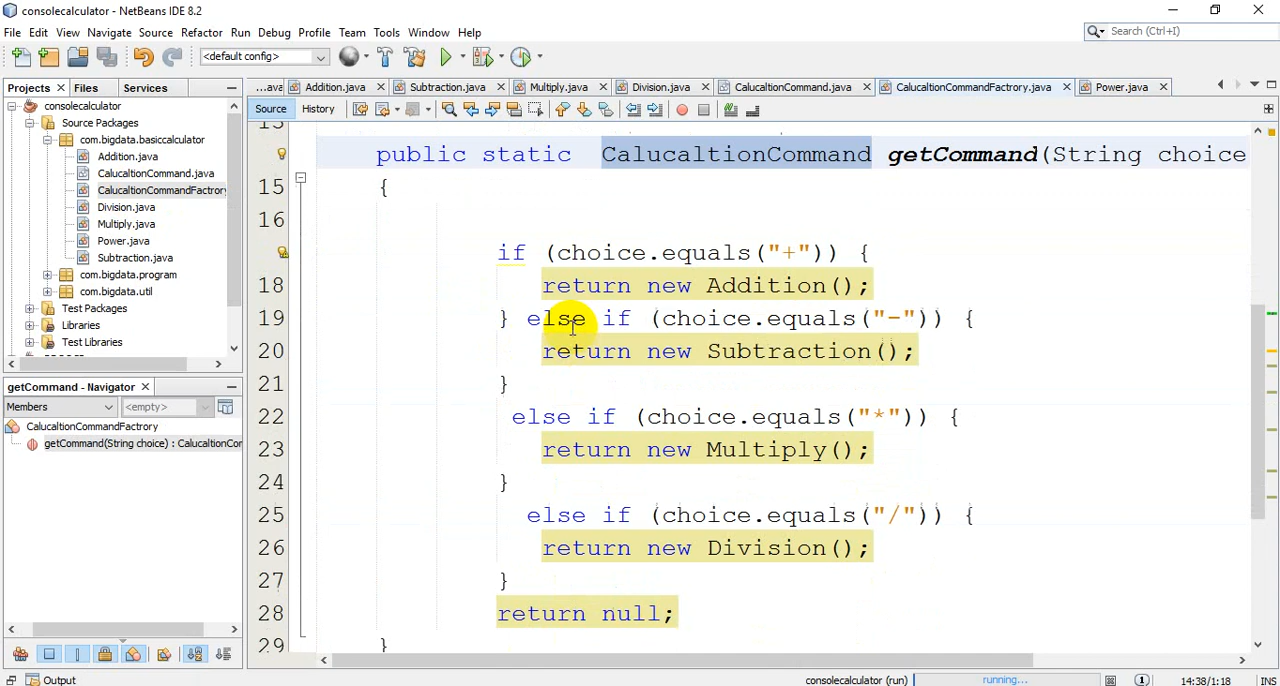 consolecalculator - NetBeans IDE 8.2
File Edit View Navigate Source Refactor Run Debug Profile Team Tools Window Help
Search (Ctrl+I)
<default config>
Projects Files Services
...ava Addition.java Subtraction.java Multiply.java Division.java CalucaltionCommand.java CalucaltionCommandFactrory.java Power.java
Source History
consolecalculator
Source Packages
com.bigdata.basiccalculator
Addition.java
CalucaltionCommand.java
CalucaltionCommandFactrory
Division.java
Multiply.java
Power.java
Subtraction.java
com.bigdata.program
com.bigdata.util
Test Packages
Libraries
Test Libraries
getCommand - Navigator
Members <empty>
CalucaltionCommandFactrory
getCommand(String choice) : CalucaltionCor
13
public static CalucaltionCommand getCommand(String choice
15 {
16
if (choice.equals("+")) {
18 return new Addition();
19 } else if (choice.equals("-")) {
20 return new Subtraction();
21 }
22 else if (choice.equals("*")) {
23 return new Multiply();
24 }
25 else if (choice.equals("/")) {
26 return new Division();
27 }
28 return null;
29 }
Output
consolecalculator (run) running... 1 14:38/1:18 INS